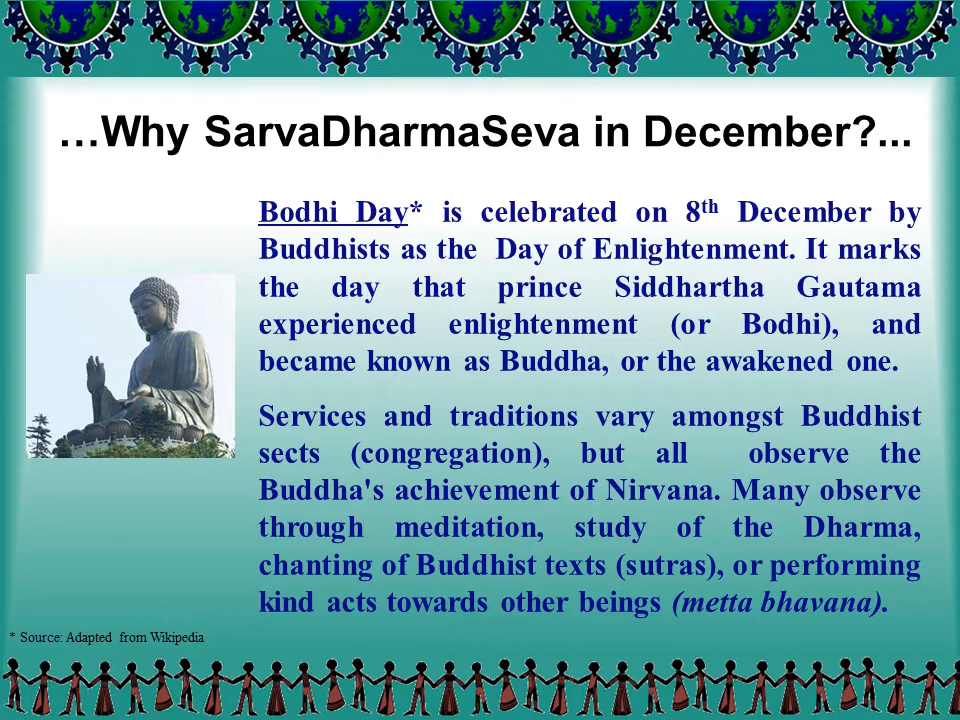 …Why SarvaDharmaSeva in December?...
Bodhi Day* is celebrated on 8th December by
Buddhists as the Day of Enlightenment. It marks
the day that prince Siddhartha Gautama
experienced enlightenment (or Bodhi), and
became known as Buddha, or the awakened one.
Services and traditions vary amongst Buddhist
sects (congregation), but all observe the
Buddha's achievement of Nirvana. Many observe
through meditation, study of the Dharma,
chanting of Buddhist texts (sutras), or performing
kind acts towards other beings (metta bhavana).
* Source: Adapted from Wikipedia